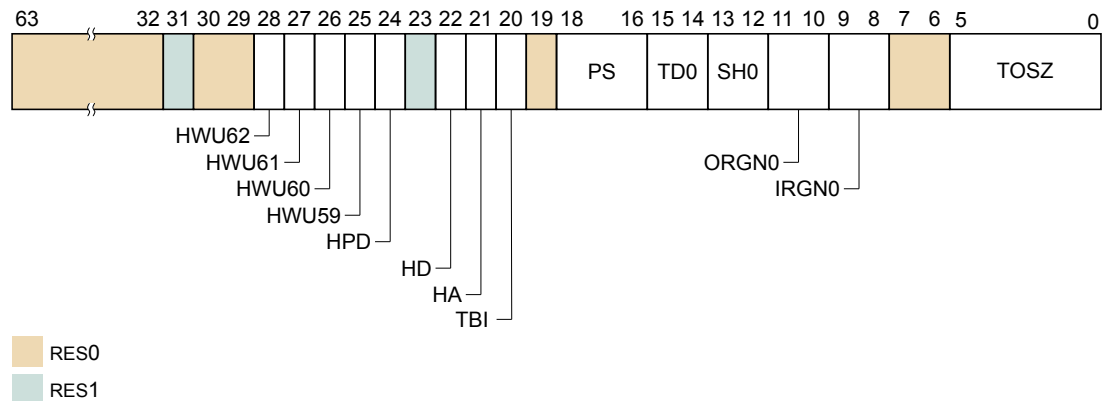 63 32 31 30 29 28 27 26 25 24 23 22 21 20 19 18 16 15 14 13 12 11 10 9 8 7 6 5 0
PS TD0 SH0 TOSZ
HWU62
HWU61
HWU60
HWU59
HPD
HD
HA
TBI
ORGN0
IRGN0
RES0
RES1